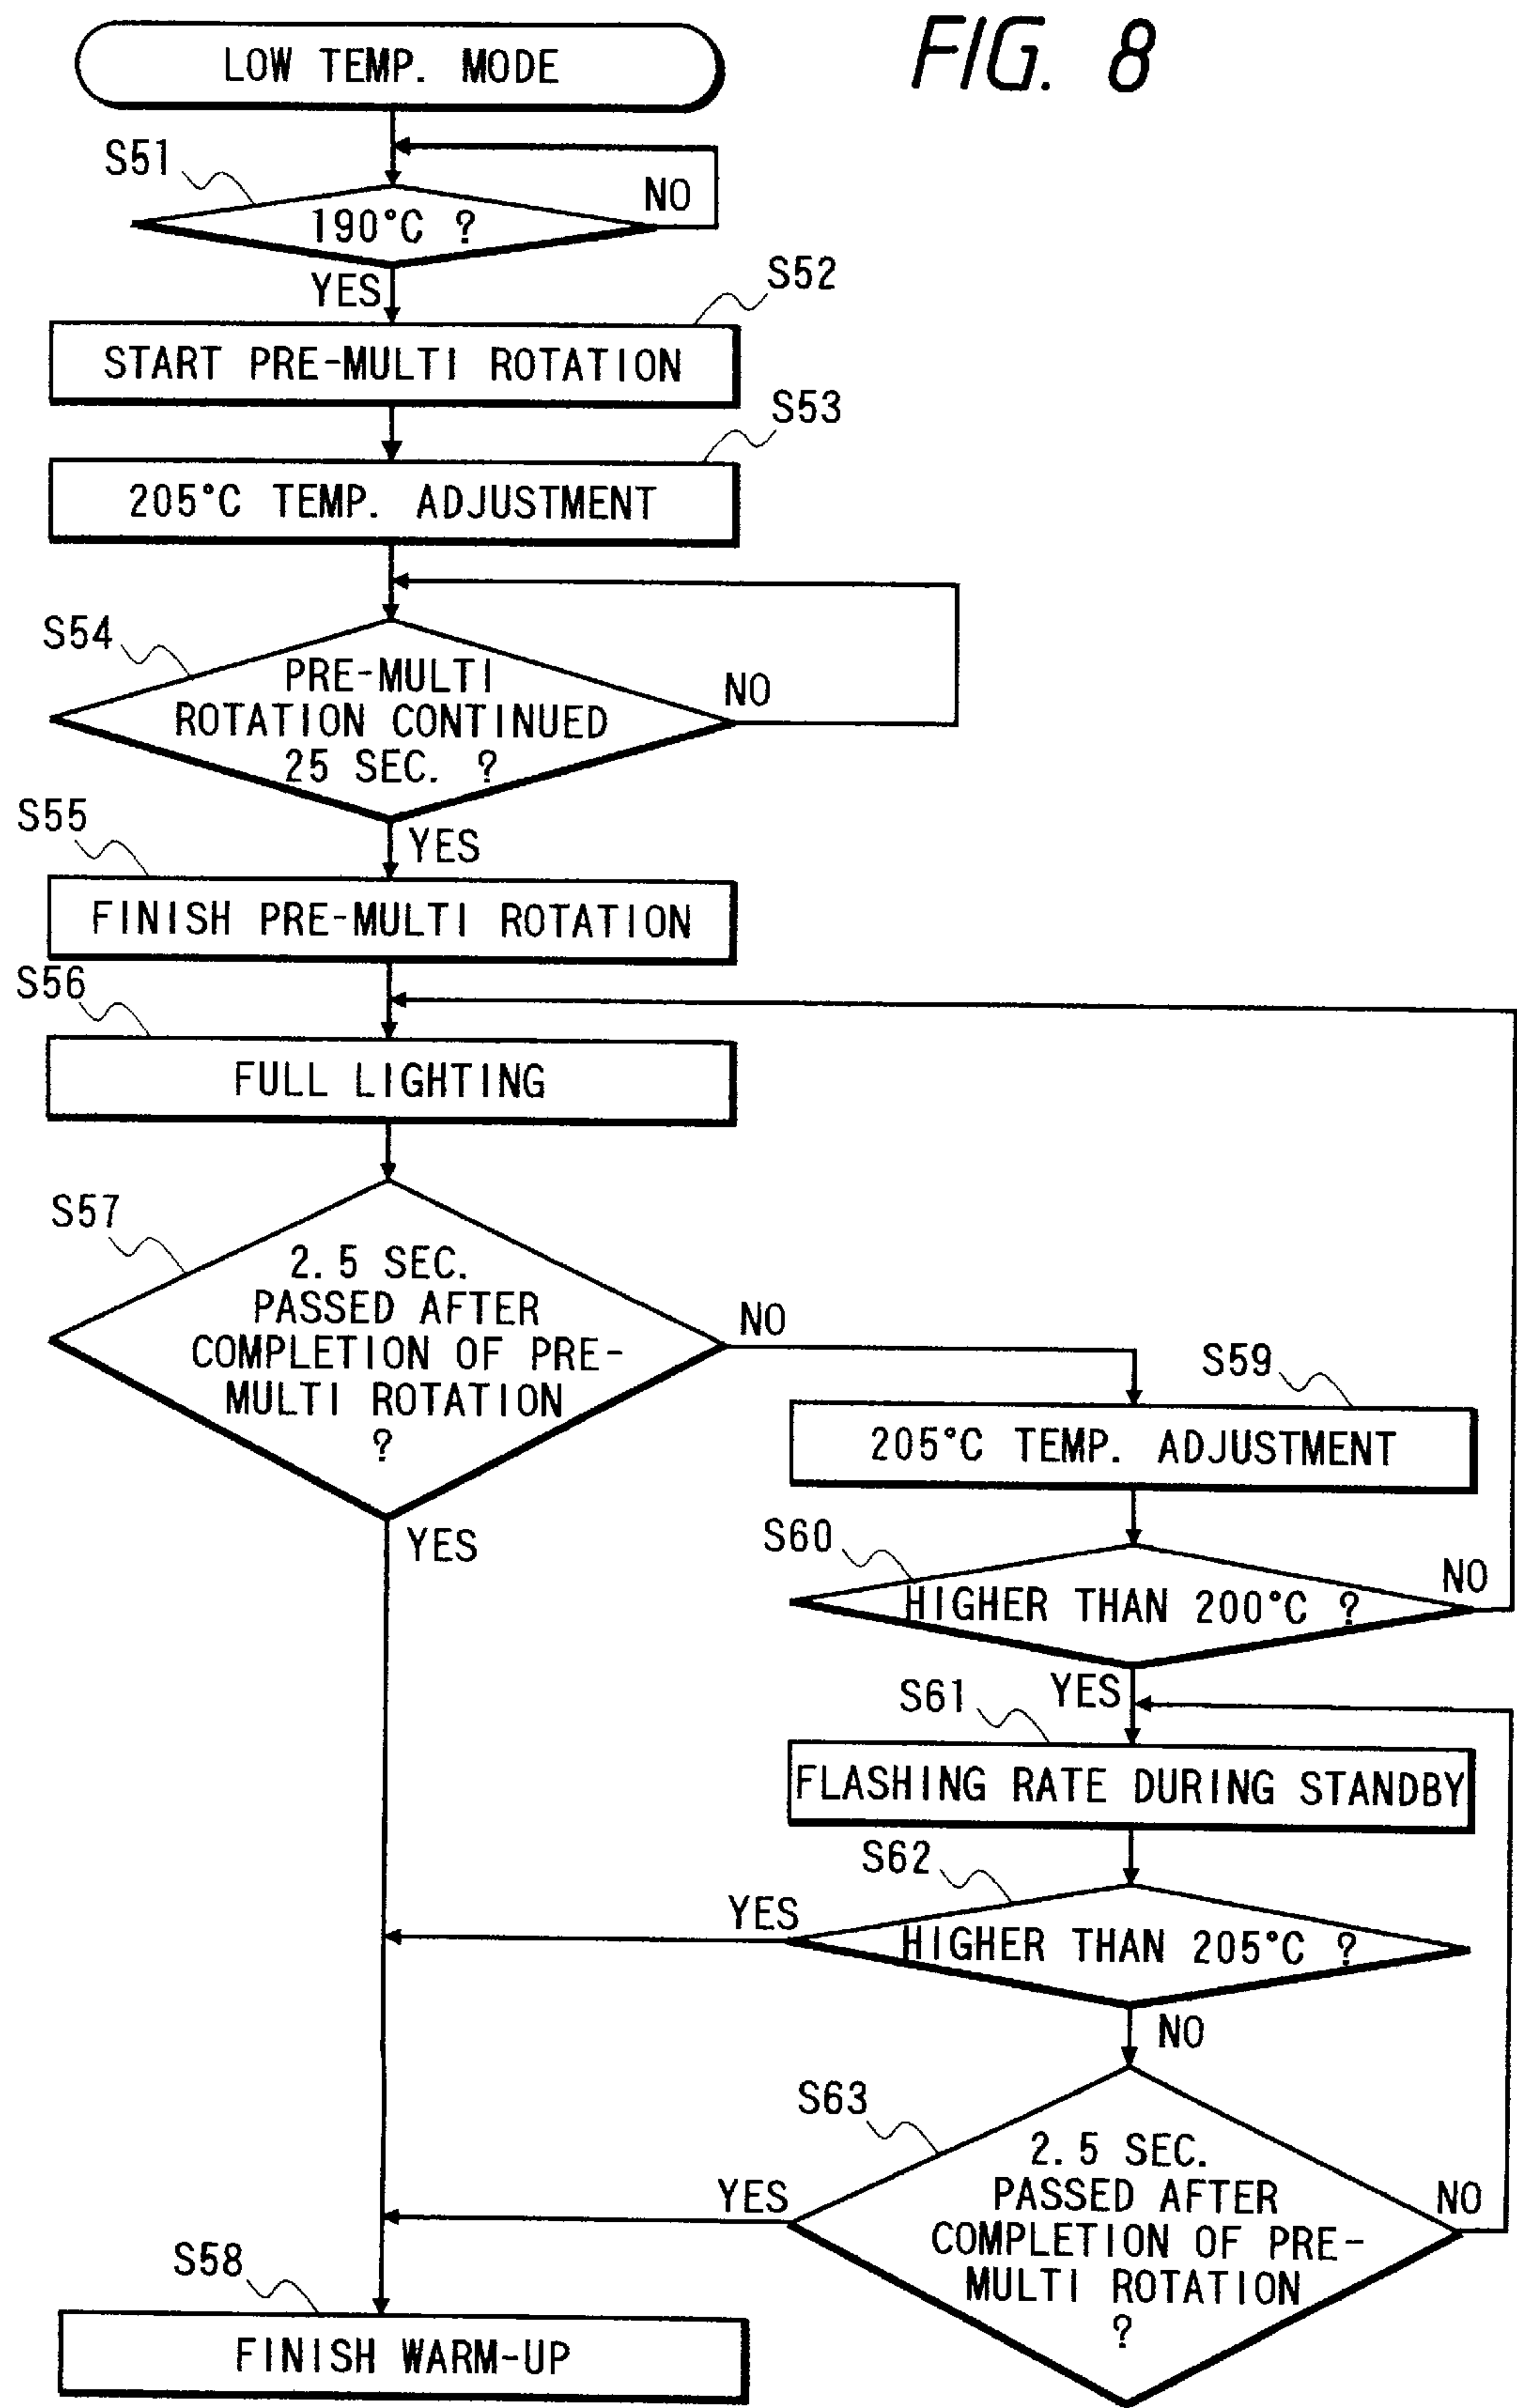 FIG. 8
LOW TEMP. MODE
S51
190°C ?
NO
YES
S52
START PRE-MULTI ROTATION
S53
205°C TEMP. ADJUSTMENT
S54
PRE-MULTI
ROTATION CONTINUED
25 SEC. ?
NO
YES
S55
FINISH PRE-MULTI ROTATION
S56
FULL LIGHTING
S57
2.5 SEC.
PASSED AFTER
COMPLETION OF PRE-
MULTI ROTATION
?
NO
YES
S59
205°C TEMP. ADJUSTMENT
S60
HIGHER THAN 200°C ?
NO
YES
S61
FLASHING RATE DURING STANDBY
S62
HIGHER THAN 205°C ?
YES
NO
S63
2.5 SEC.
PASSED AFTER
COMPLETION OF PRE-
MULTI ROTATION
?
YES
NO
S58
FINISH WARM-UP